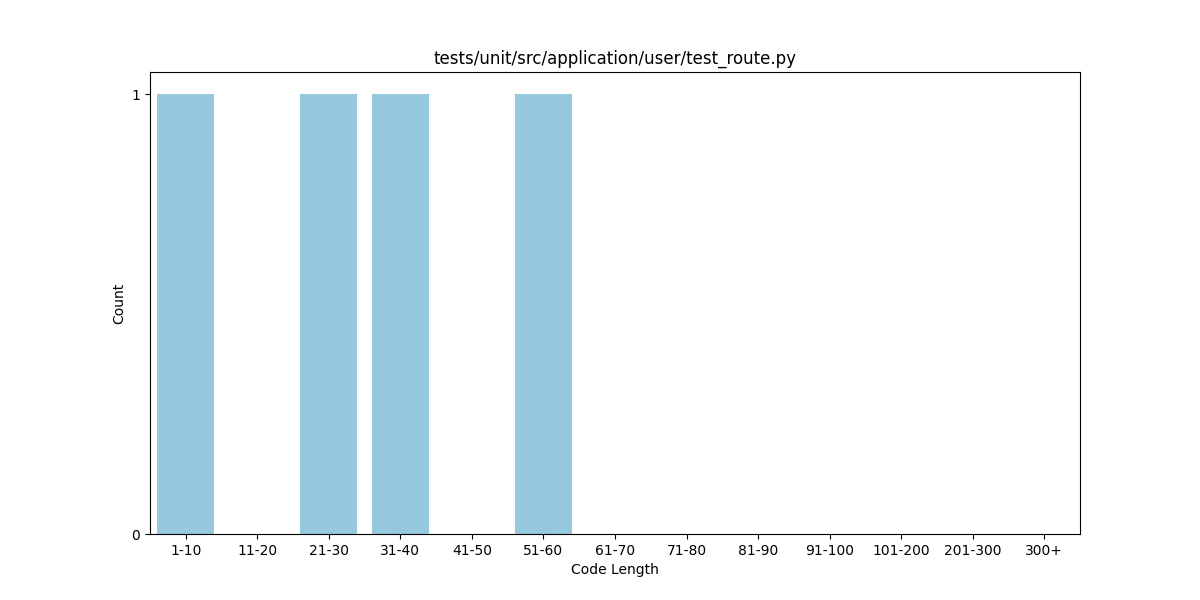 tests/unit/src/application/user/test_route.py
1
Count
0
1-10 11-20 21-30 31-40 41-50 51-60 61-70 71-80 81-90 91-100 101-200 201-300 300+
Code Length